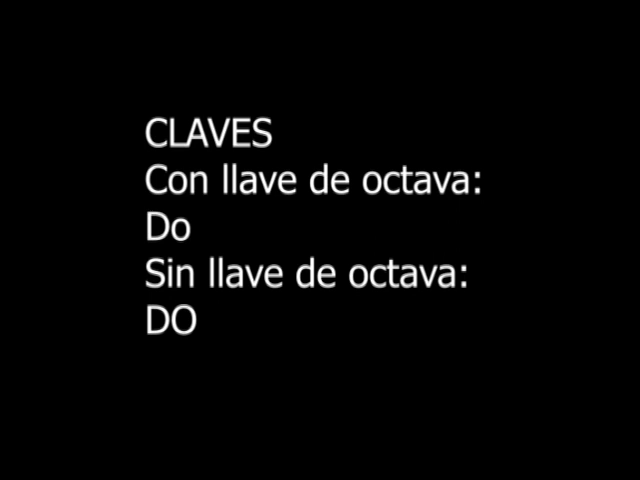 CLAVES
Con llave de octava:
Do
Sin llave de octava:
DO